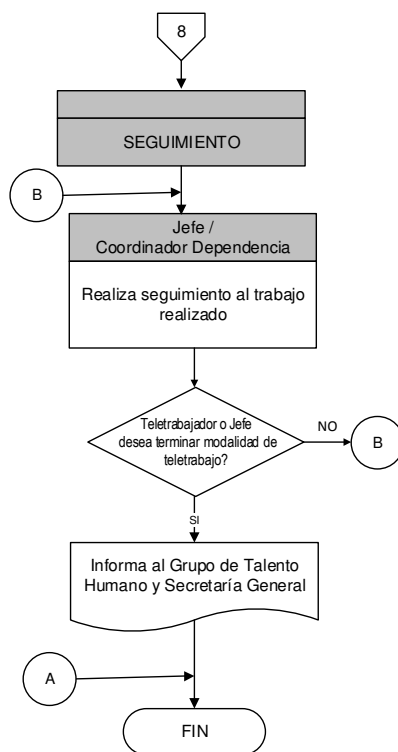 8
SEGUIMIENTO
B
Jefe /
Coordinador Dependencia
Realiza seguimiento al trabajo
realizado
Teletrabajador o Jefe
desea terminar modalidad de
teletrabajo?
NO
B
SI
Informa al Grupo de Talento
Humano y Secretaría General
A
FIN